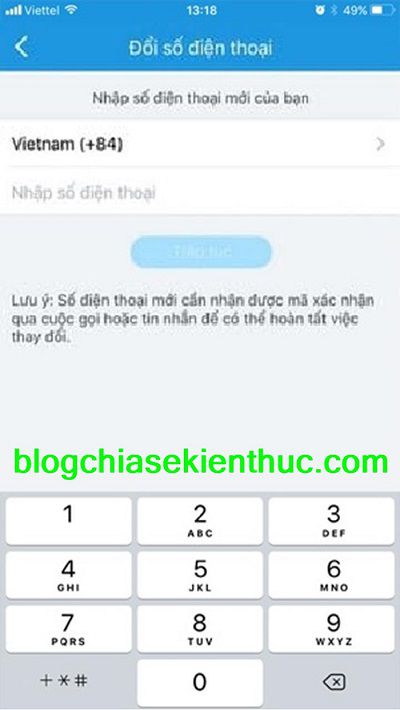 Viettel 13:18 49%
Đổi số điện thoại
Nhập số điện thoại mới của bạn
Vietnam (+84)
Nhập số điện thoại
Tiếp tục
Lưu ý: Số điện thoại mới cần nhận được mã xác nhận
qua cuộc gọi hoặc tin nhắn để có thể hoàn tất việc
thay đổi.
blogchiasekienthuc.com
1 2 3
ABC DEF
4 5 6
GHI JKL MNO
7 8 9
PQRS TUV WXYZ
+*# 0